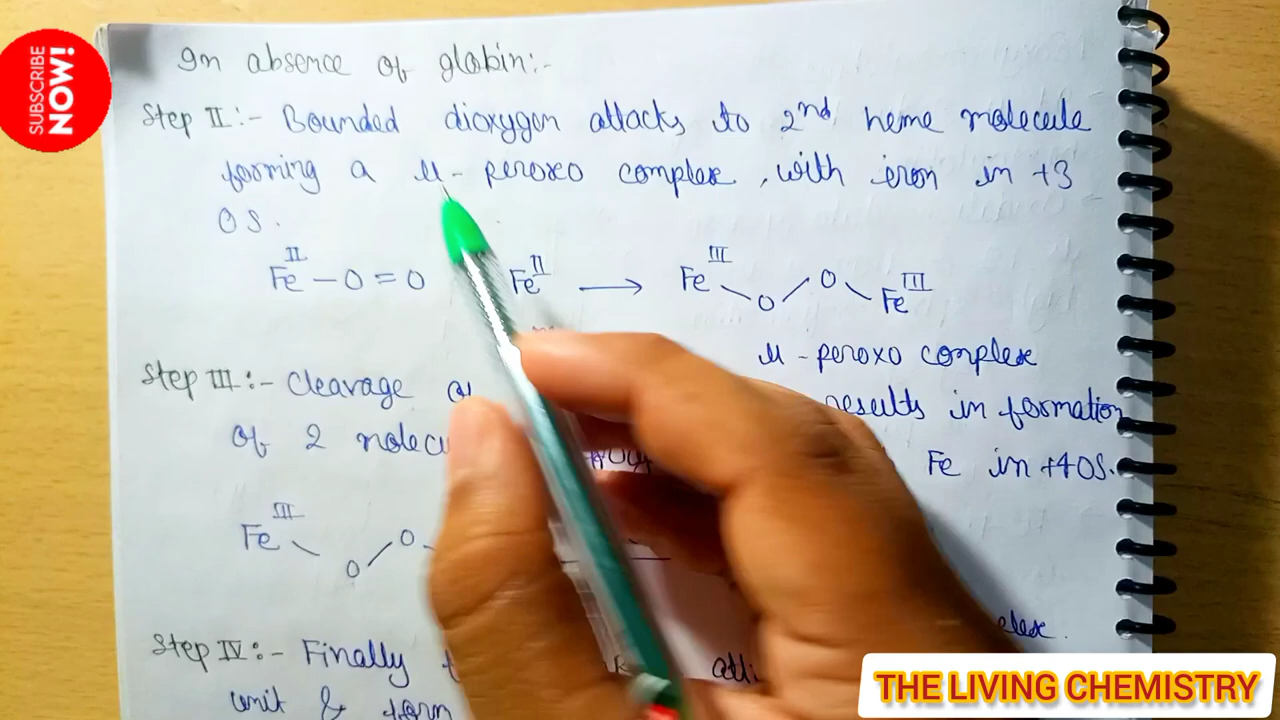 SUBSCRIBE
NOW!
In absence of globin:-
Step II:- Bounded dioxygen attacks to 2nd heme molecule
forming a μ- peroxo complex, with iron in +3
OS.
II II III III
Fe - O = O Fe → Fe O O Fe
μ - peroxo complex
Step III:- Cleavage results in formation
of 2 Fe in +4 OS.
III
Fe O O
Step IV:- Finally
unit & form
THE LIVING CHEMISTRY